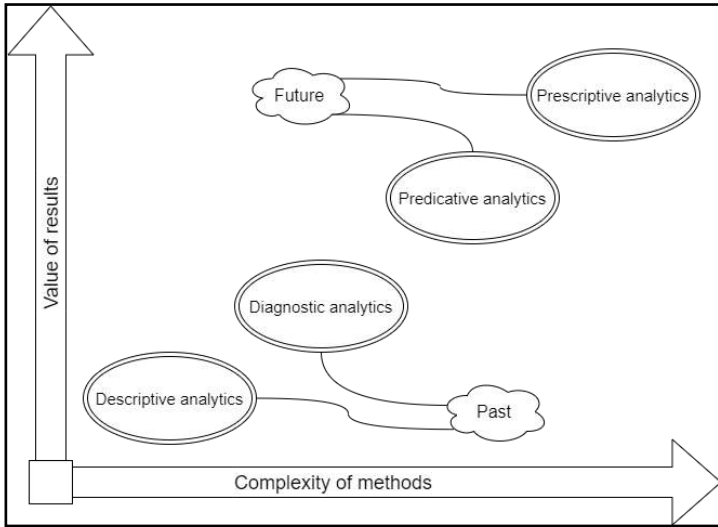 Future
Prescriptive analytics
Predicative analytics
Value of results
Diagnostic analytics
Descriptive analytics
Past
Complexity of methods